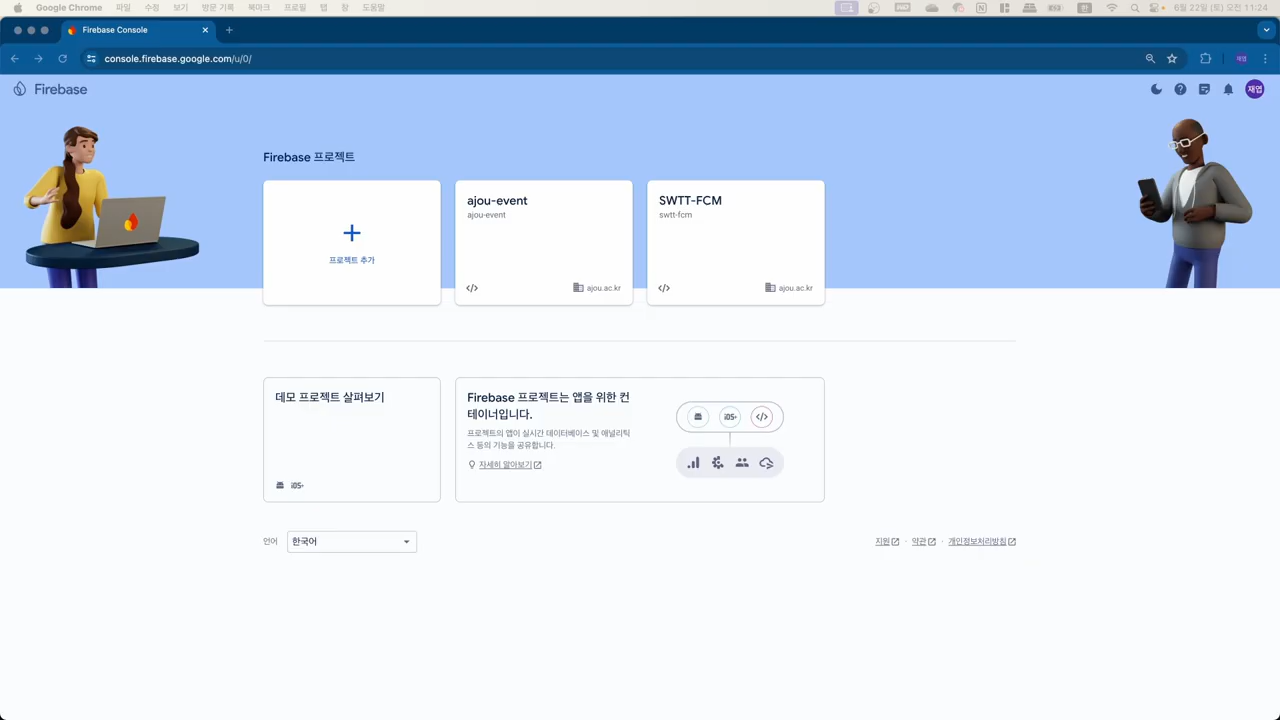 Google Chrome 파일 수정 보기 방문 기록 북마크 프로필 탭 창 도움말 한 6월 22일 (토) 오전 11:24
Firebase Console
console.firebase.google.com/u/0/ 재엽
Firebase 재엽
Firebase 프로젝트
프로젝트 추가
ajou-event
ajou-event
ajou.ac.kr
SWTT-FCM
swtt-fcm
ajou.ac.kr
데모 프로젝트 살펴보기
iOS+
Firebase 프로젝트는 앱을 위한 컨
테이너입니다.
프로젝트의 앱이 실시간 데이터베이스 및 애널리틱
스 등의 기능을 공유합니다.
자세히 알아보기
iOS+
언어 한국어
지원 · 약관 · 개인정보처리방침